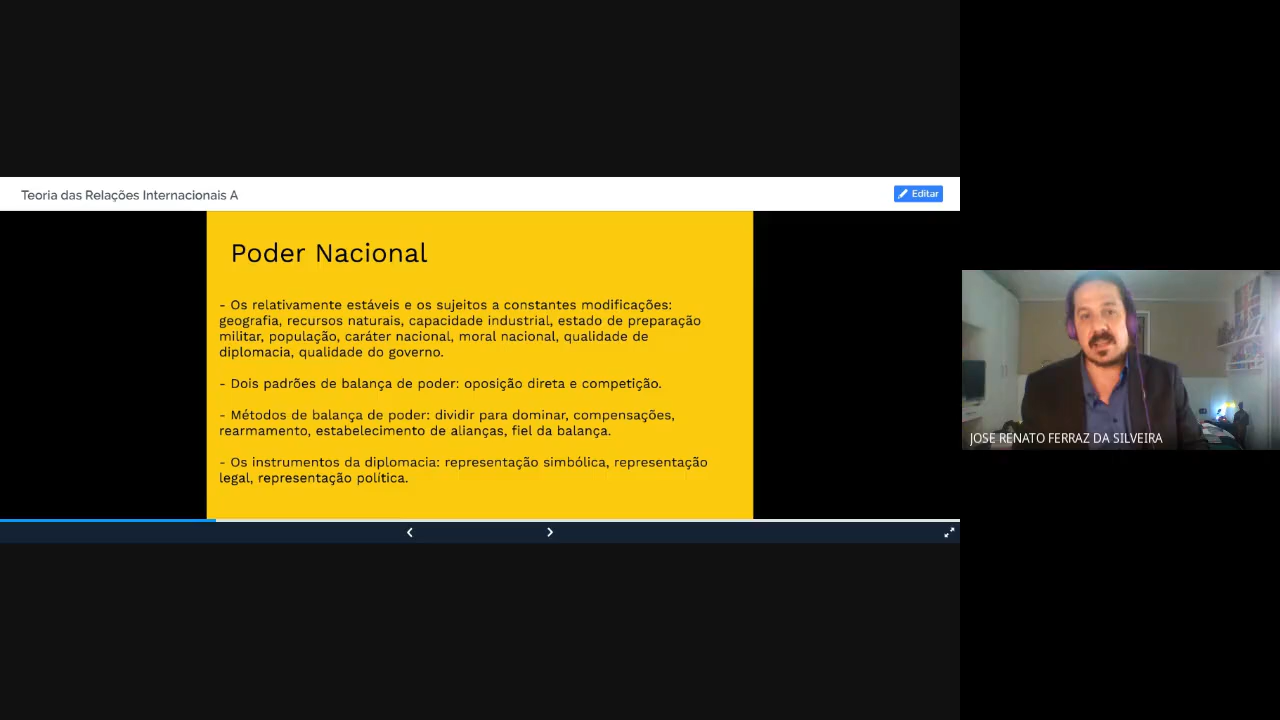 Teoria das Relações Internacionais A
Editar
Poder Nacional
- Os relativamente estáveis e os sujeitos a constantes modificações:
geografia, recursos naturais, capacidade industrial, estado de preparação
militar, população, caráter nacional, moral nacional, qualidade de
diplomacia, qualidade do governo.
- Dois padrões de balança de poder: oposição direta e competição.
- Métodos de balança de poder: dividir para dominar, compensações,
rearmamento, estabelecimento de alianças, fiel da balança.
- Os instrumentos da diplomacia: representação simbólica, representação
legal, representação política.
JOSE RENATO FERRAZ DA SILVEIRA